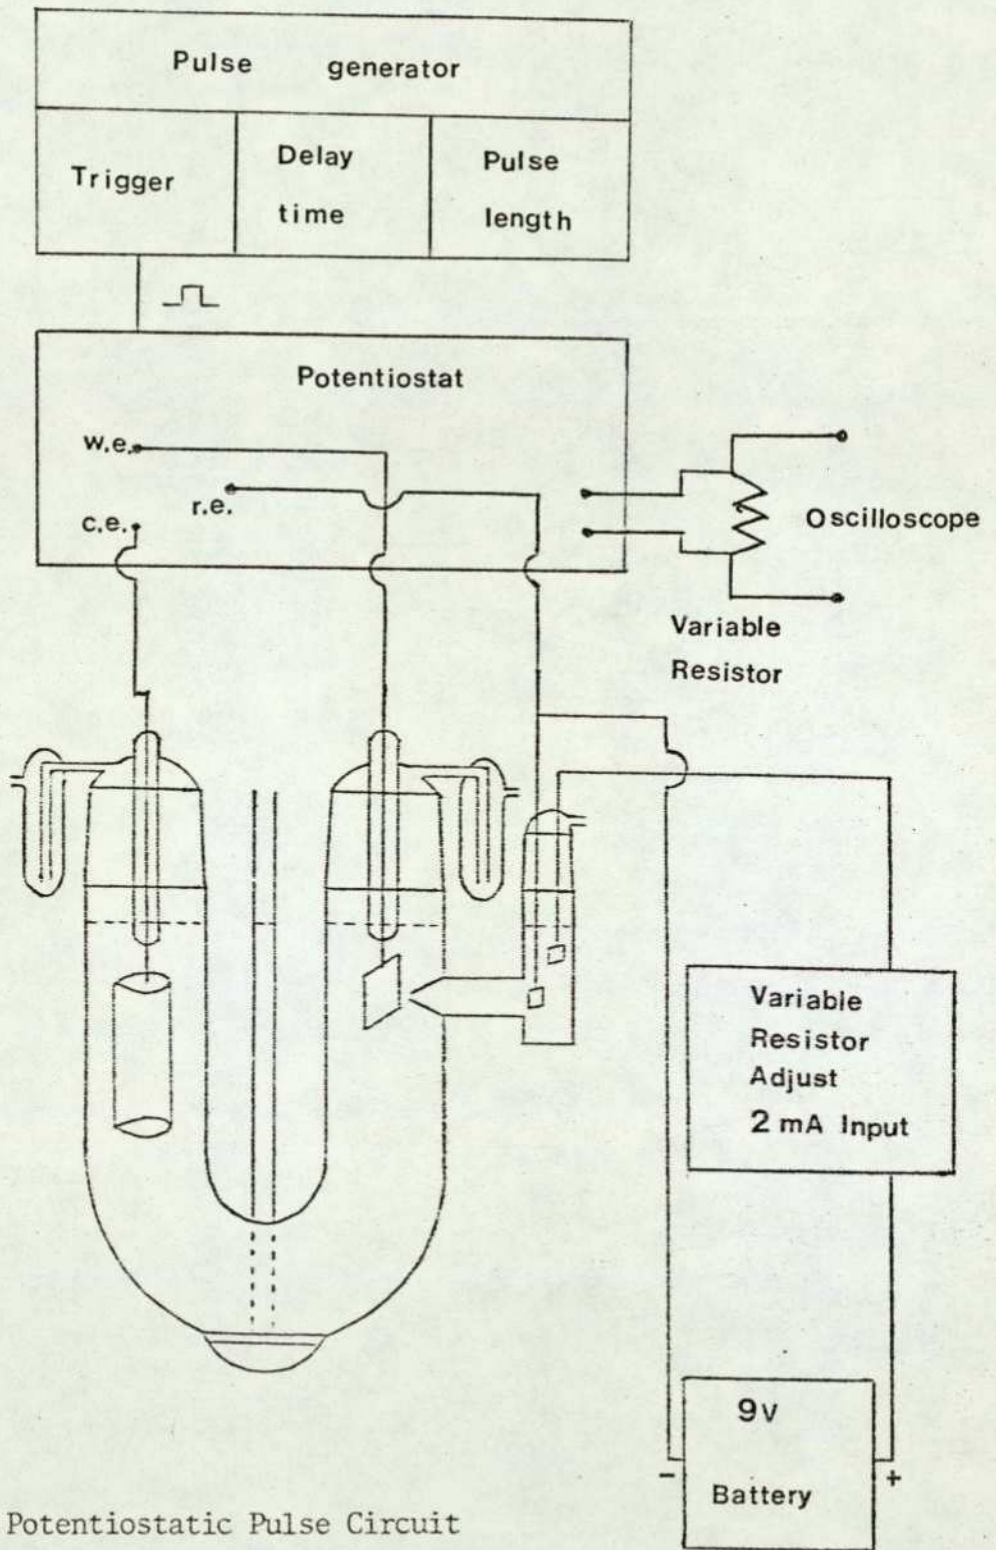 Pulse generator
Trigger
Delay
time
Pulse
length
Potentiostat
w.e.
r.e.
c.e.
Oscilloscope
Variable
Resistor
Variable
Resistor
Adjust
2 mA Input
9V
- +
Battery
Potentiostatic Pulse Circuit